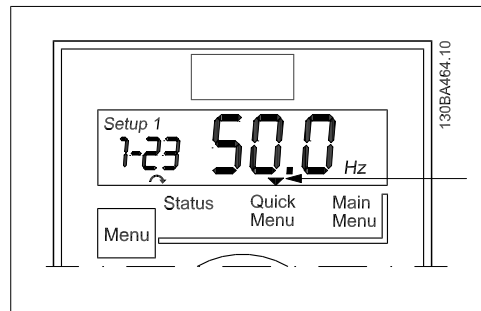 130BA464.10
Setup 1
1-23 50.0 Hz
Status Quick Menu Main Menu
Menu